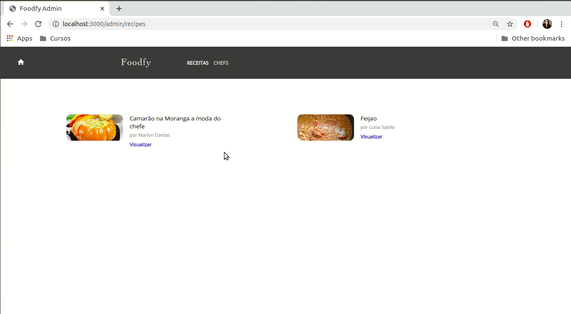 Foodfy Admin
localhost:3000/admin/recipes
Apps Cursos Other bookmarks
Foodfy RECEITAS CHEFS
Camarão na Moranga a moda do
chefe
por Marlon Dantas
Visualizar
Feijao
por Luisa Sabila
Visualizar